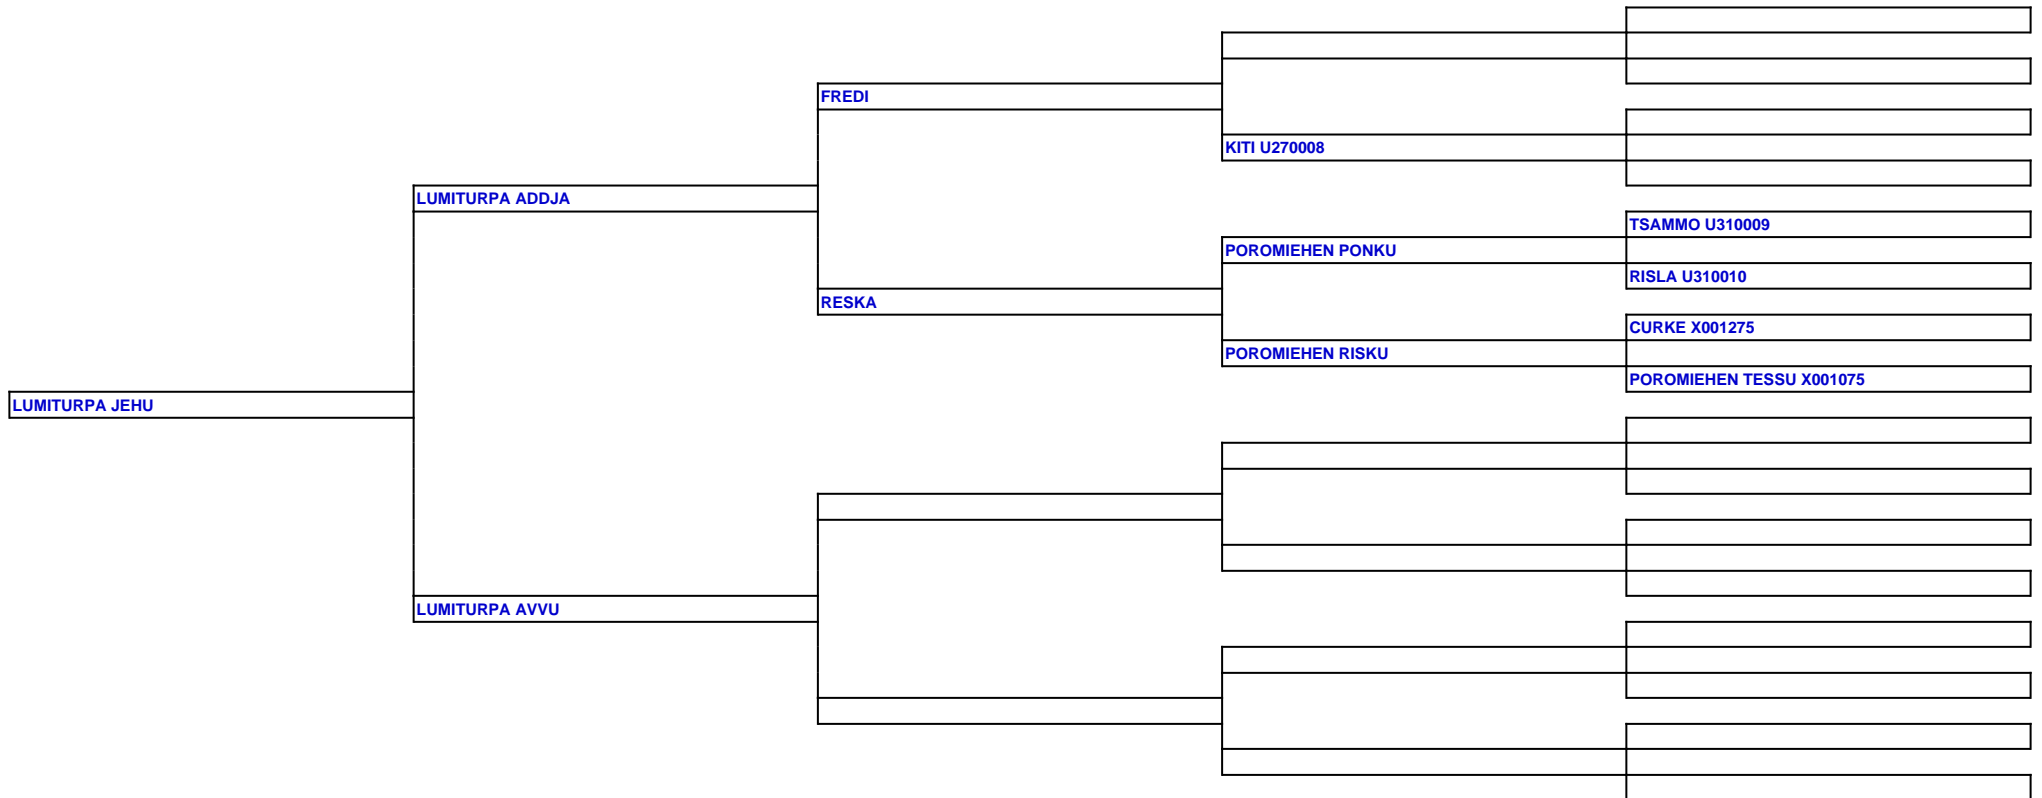 FREDI
KITI U270008
LUMITURPA ADDJA
TSAMMO U310009
POROMIEHEN PONKU
RISLA U310010
RESKA
CURKE X001275
POROMIEHEN RISKU
POROMIEHEN TESSU X001075
LUMITURPA JEHU
LUMITURPA AVVU